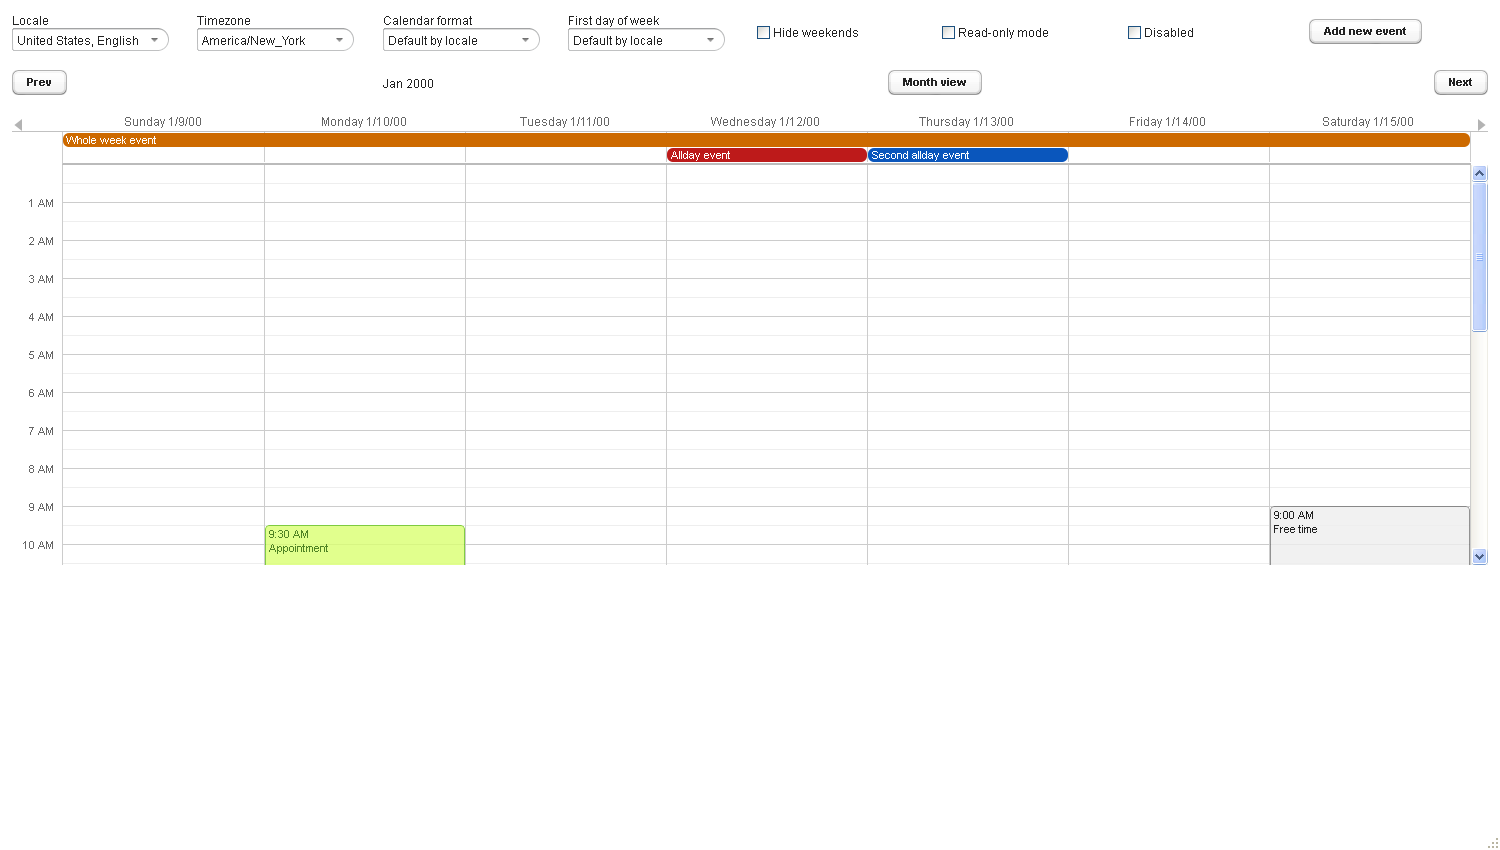 Locale Timezone Calendar format First day of week
United States, English America/New_York Default by locale Default by locale Hide weekends Read-only mode Disabled Add new event
Prev Jan 2000 Month view Next
Sunday 1/9/00 Monday 1/10/00 Tuesday 1/11/00 Wednesday 1/12/00 Thursday 1/13/00 Friday 1/14/00 Saturday 1/15/00
Whole week event
Allday event Second allday event
1 AM
2 AM
3 AM
4 AM
5 AM
6 AM
7 AM
8 AM
9 AM
9:00 AM
Free time
9:30 AM
Appointment
10 AM